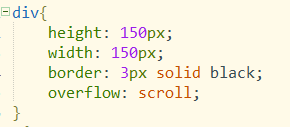 div{
    height: 150px;
    width: 150px;
    border: 3px solid black;
    overflow: scroll;
}